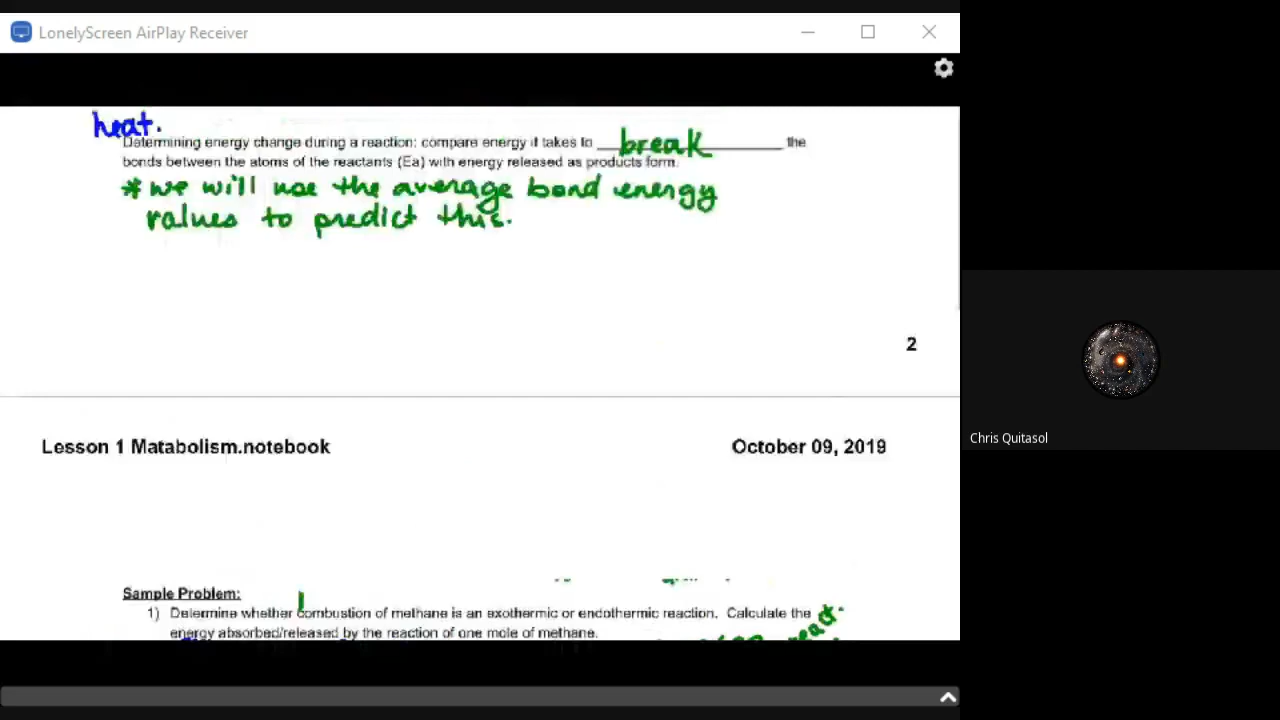 LonelyScreen AirPlay Receiver
heat.
Determining energy change during a reaction: compare energy it takes to break the
bonds between the atoms of the reactants (Ea) with energy released as products form.
* we will use the average bond energy
values to predict this.
2
Lesson 1 Matabolism.notebook
October 09, 2019
Sample Problem:
1) Determine whether combustion of methane is an exothermic or endothermic reaction. Calculate the
energy absorbed/released by the reaction of one mole of methane.
react.
Chris Quitasol